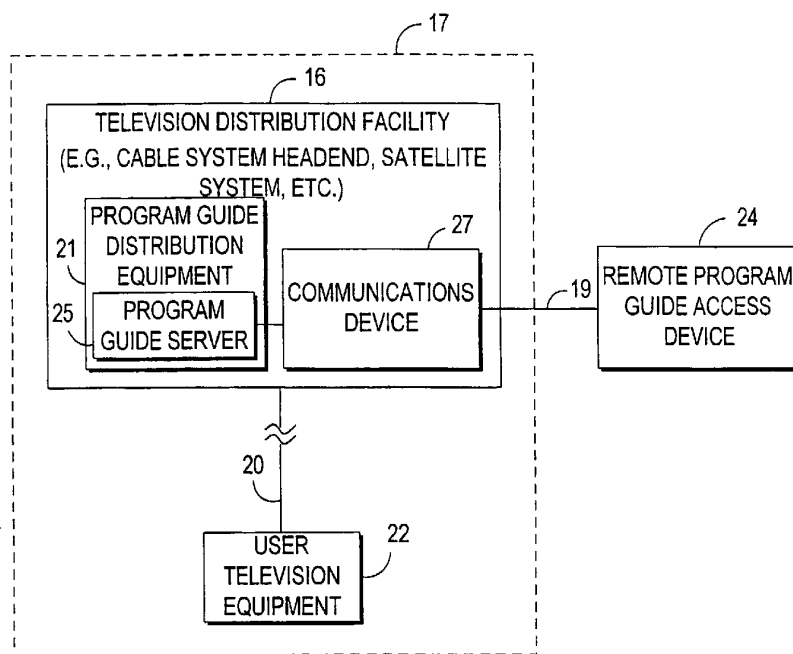 17
16
TELEVISION DISTRIBUTION FACILITY
(E.G., CABLE SYSTEM HEADEND, SATELLITE
SYSTEM, ETC.)
PROGRAM GUIDE
DISTRIBUTION
EQUIPMENT
21
25
PROGRAM
GUIDE SERVER
27
COMMUNICATIONS
DEVICE
19
24
REMOTE PROGRAM
GUIDE ACCESS
DEVICE
20
22
USER
TELEVISION
EQUIPMENT